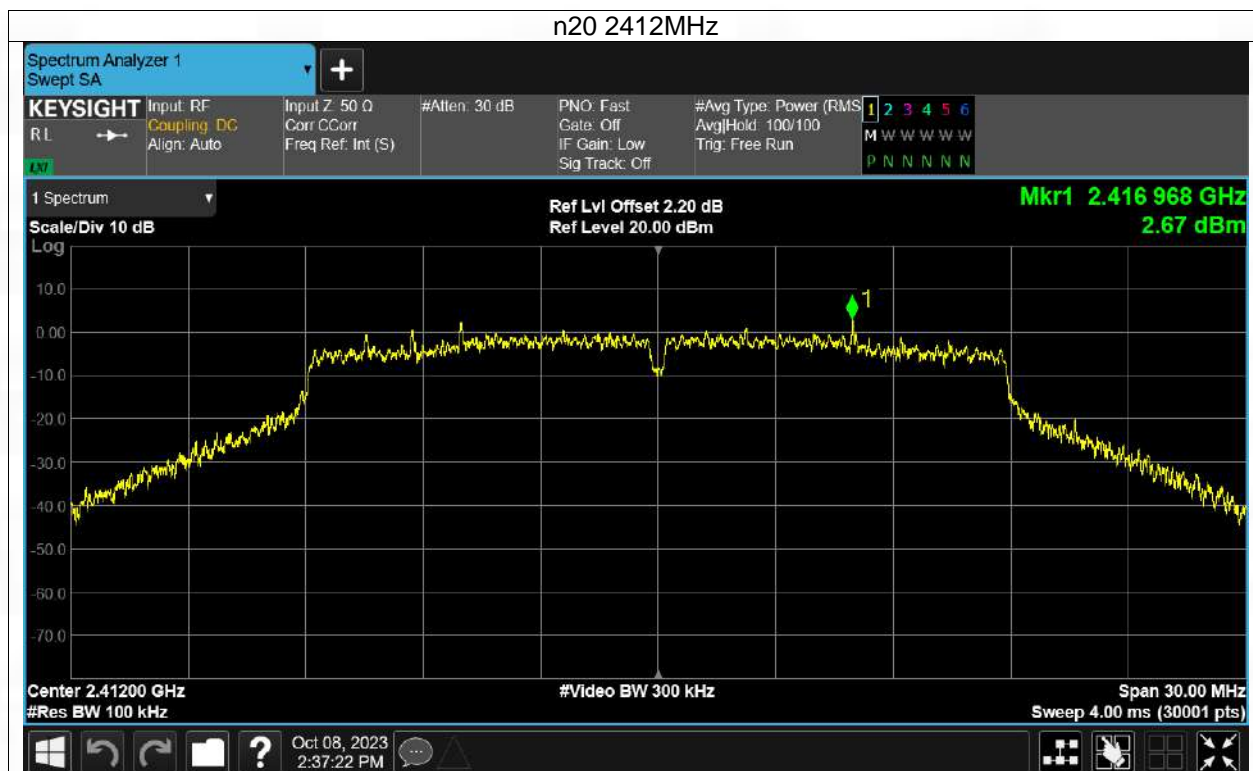 n20 2412MHz
Spectrum Analyzer 1
Swept SA
+
KEYSIGHT
RL
LXI
Input: RF
Coupling: DC
Align: Auto
Input Z: 50 Ω
Corr CCorr
Freq Ref: Int (S)
#Atten: 30 dB
PNO: Fast
Gate: Off
IF Gain: Low
Sig Track: Off
#Avg Type: Power (RMS
Avg|Hold: 100/100
Trig: Free Run
1 2 3 4 5 6
M W W W W W
P N N N N N
1 Spectrum
Scale/Div 10 dB
Ref Lvl Offset 2.20 dB
Ref Level 20.00 dBm
Mkr1 2.416 968 GHz
2.67 dBm
Log
10.0
0.00
-10.0
-20.0
-30.0
-40.0
-50.0
-60.0
-70.0
1
Center 2.41200 GHz
#Res BW 100 kHz
#Video BW 300 kHz
Span 30.00 MHz
Sweep 4.00 ms (30001 pts)
?
Oct 08, 2023
2:37:22 PM